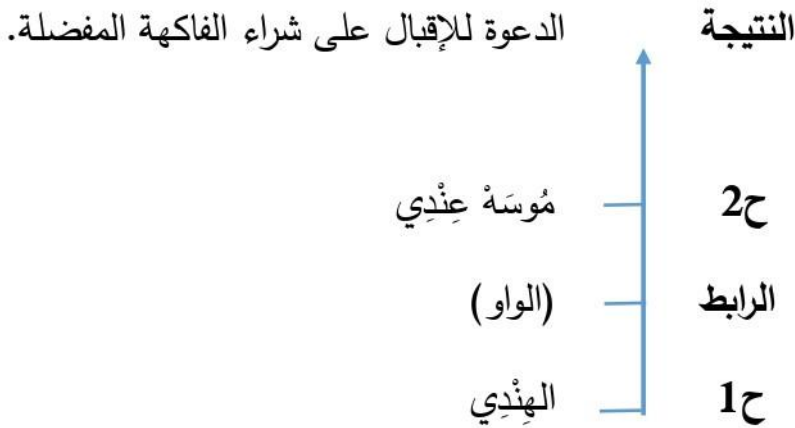 النتيجة الدعوة للإقبال على شراء الفاكهة المفضلة.
ح2 مُوسَهْ عِنْدِي
الرابط (الواو)
ح1 الهِنْدِي